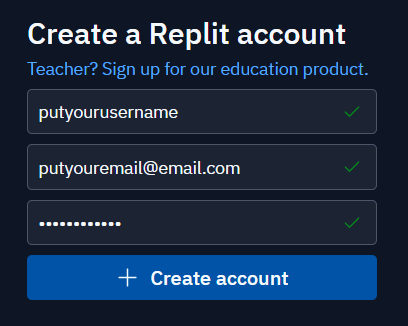 Create a Replit account
Teacher? Sign up for our education product.
putyourusername
putyouremail@email.com
••••••••••••
Create account